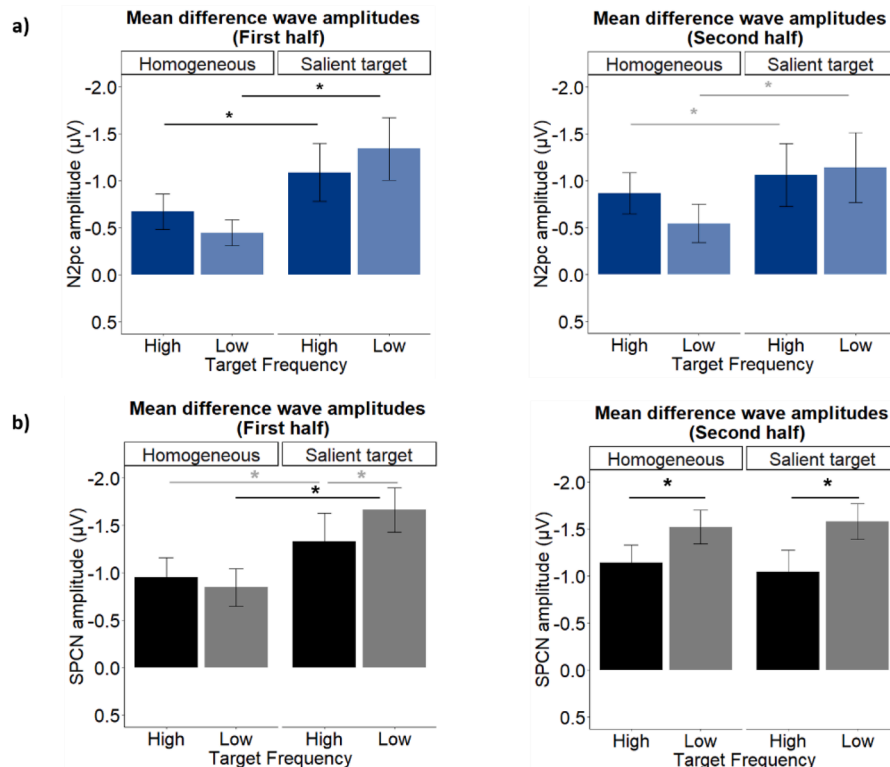 a)
Mean difference wave amplitudes
(First half)
Homogeneous Salient target
N2pc amplitude (μV)
-2.0
-1.5
-1.0
-0.5
0.0
0.5
* *
High Low High Low
Target Frequency
Mean difference wave amplitudes
(Second half)
Homogeneous Salient target
N2pc amplitude (μV)
-2.0
-1.5
-1.0
-0.5
0.0
0.5
* *
High Low High Low
Target Frequency
b)
Mean difference wave amplitudes
(First half)
Homogeneous Salient target
SPCN amplitude (μV)
-2.0
-1.5
-1.0
-0.5
0.0
0.5
* * *
High Low High Low
Target Frequency
Mean difference wave amplitudes
(Second half)
Homogeneous Salient target
SPCN amplitude (μV)
-2.0
-1.5
-1.0
-0.5
0.0
0.5
* *
High Low High Low
Target Frequency